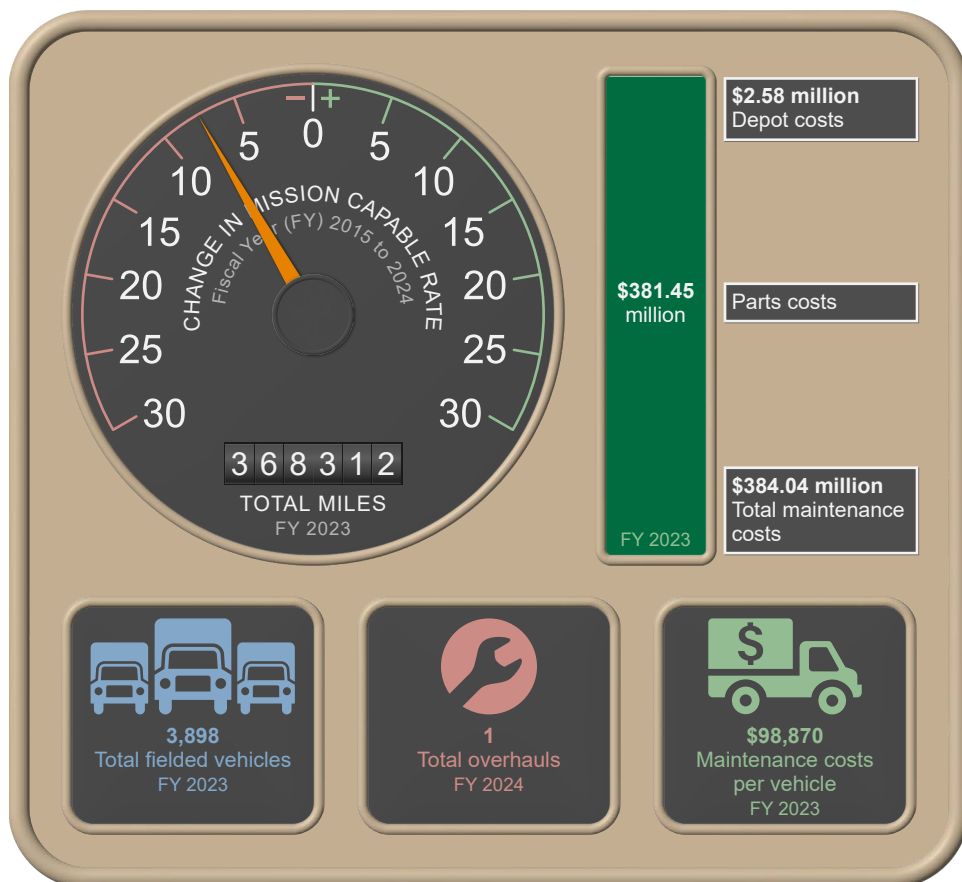 − +
0
5 5
10 10
15 15
20 20
25 25
30 30
CHANGE IN MISSION CAPABLE RATE
Fiscal Year (FY) 2015 to 2024
368312
TOTAL MILES
FY 2023
$381.45
million
FY 2023
$2.58 million
Depot costs
Parts costs
$384.04 million
Total maintenance
costs
3,898
Total fielded vehicles
FY 2023
1
Total overhauls
FY 2024
$
$98,870
Maintenance costs
per vehicle
FY 2023